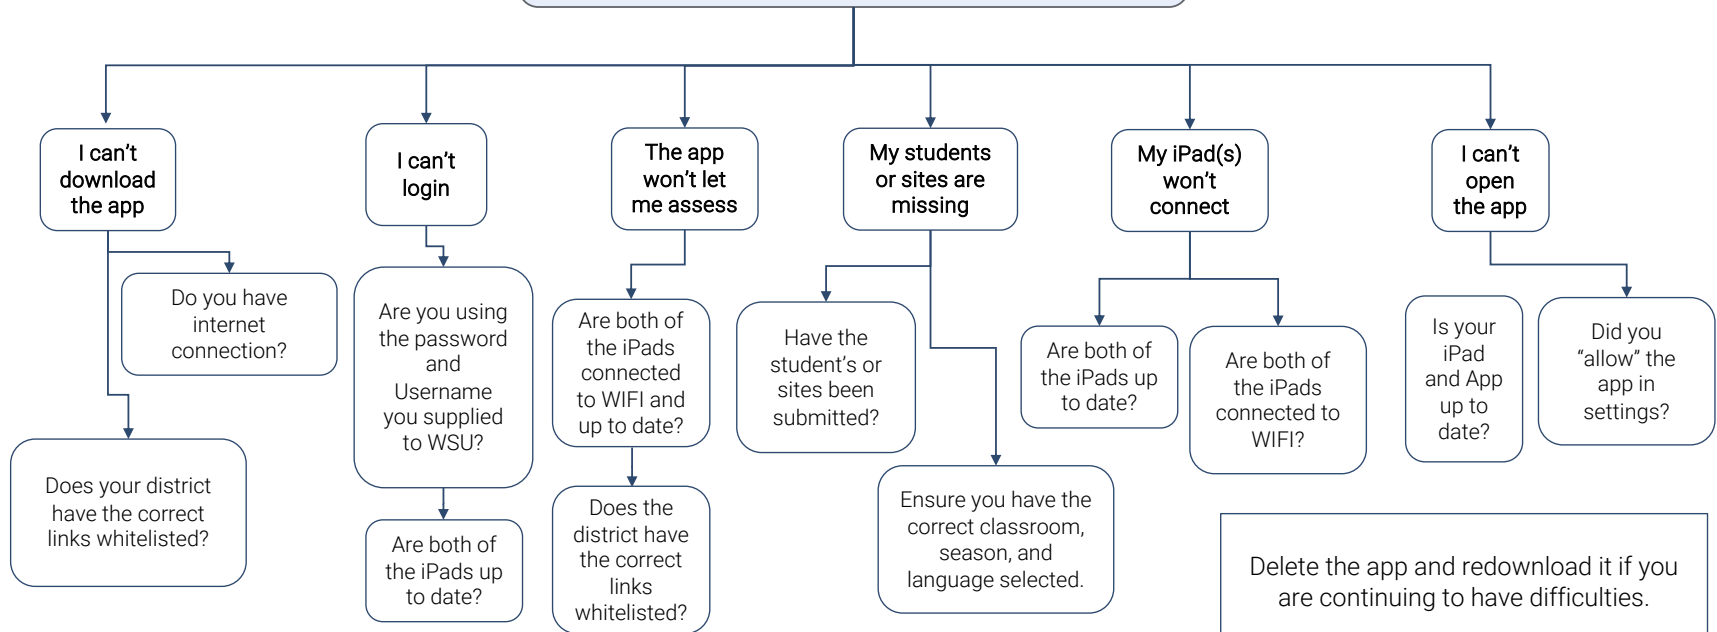 I can't
download
the app
I can't
login
The app
won't let
me assess
My students
or sites are
missing
My iPad(s)
won't
connect
I can't
open
the app
Do you have
internet
connection?
Does your district
have the correct
links whitelisted?
Are you using
the password
and
Username
you supplied
to WSU?
Are both of
the iPads up
to date?
Are both of
the iPads
connected
to WIFI and
up to date?
Does the
district have
the correct
links
whitelisted?
Have the
student's or
sites been
submitted?
Ensure you have the
correct classroom,
season, and
language selected.
Are both of
the iPads up
to date?
Are both of
the iPads
connected to
WIFI?
Is your
iPad
and App
up to
date?
Did you
“allow” the
app in
settings?
Delete the app and redownload it if you
are continuing to have difficulties.